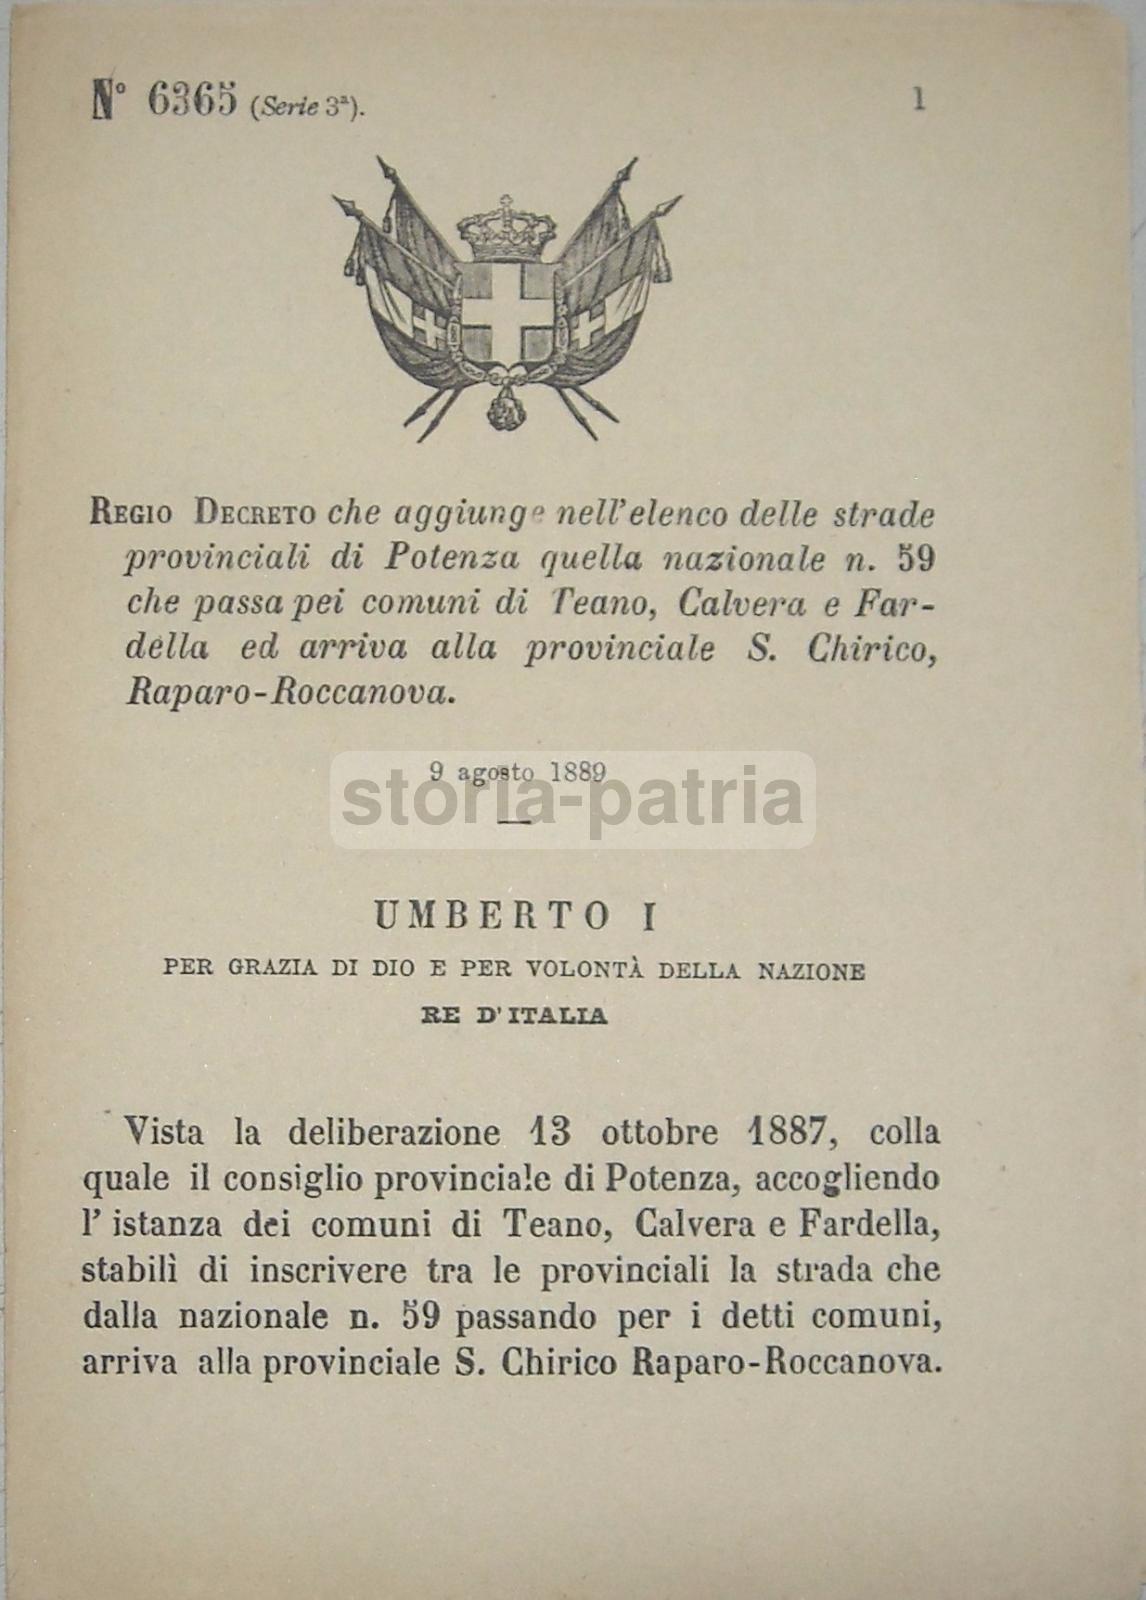 N° 6365 (Serie 3ª).
1
REGIO DECRETO che aggiunge nell'elenco delle strade
provinciali di Potenza quella nazionale n. 59
che passa pei comuni di Teano, Calvera e Far-
della ed arriva alla provinciale S. Chirico,
Raparo-Roccanova.
9 agosto 1889
storia-patria
UMBERTO I
PER GRAZIA DI DIO E PER VOLONTÀ DELLA NAZIONE
RE D'ITALIA
Vista la deliberazione 13 ottobre 1887, colla
quale il consiglio provinciale di Potenza, accogliendo
l'istanza dei comuni di Teano, Calvera e Fardella,
stabilì di inscrivere tra le provinciali la strada che
dalla nazionale n. 59 passando per i detti comuni,
arriva alla provinciale S. Chirico Raparo-Roccanova.